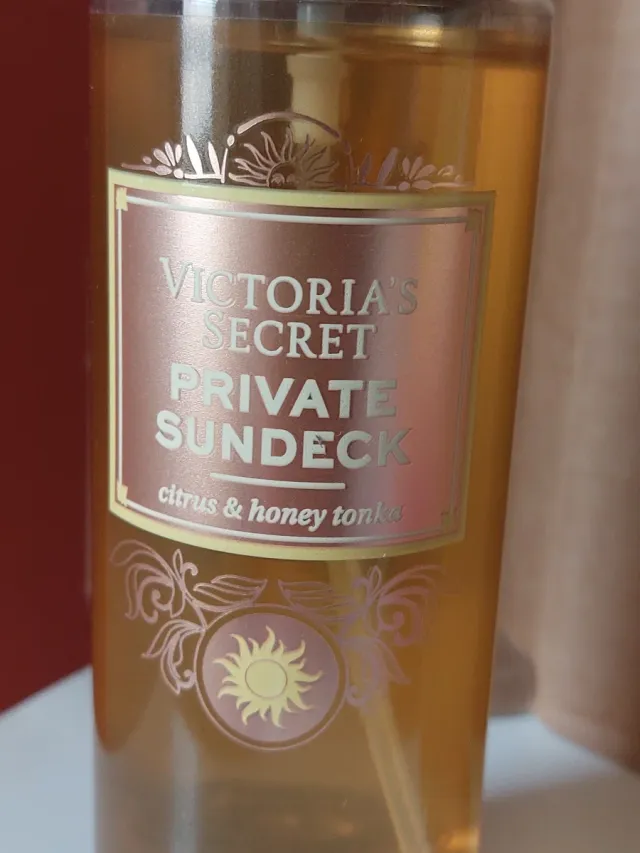 VICTORIA'S
SECRET
PRIVATE
SUNDECK
citrus & honey tonka